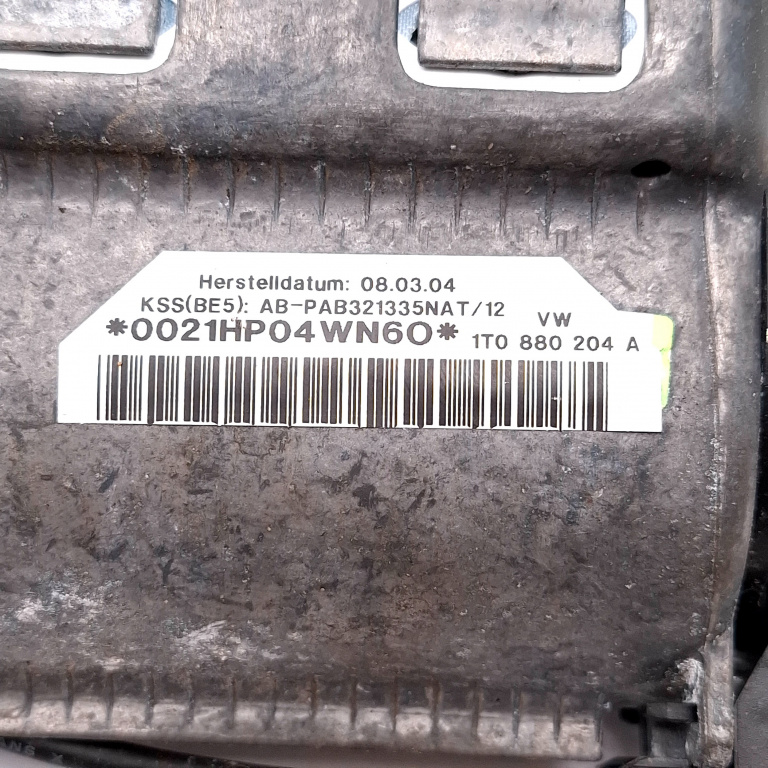 Herstelldatum: 08.03.04
KSS(BE5): AB-PAB321335NAT/12 VW
*0021HP04WN6O* 1T0 880 204 A